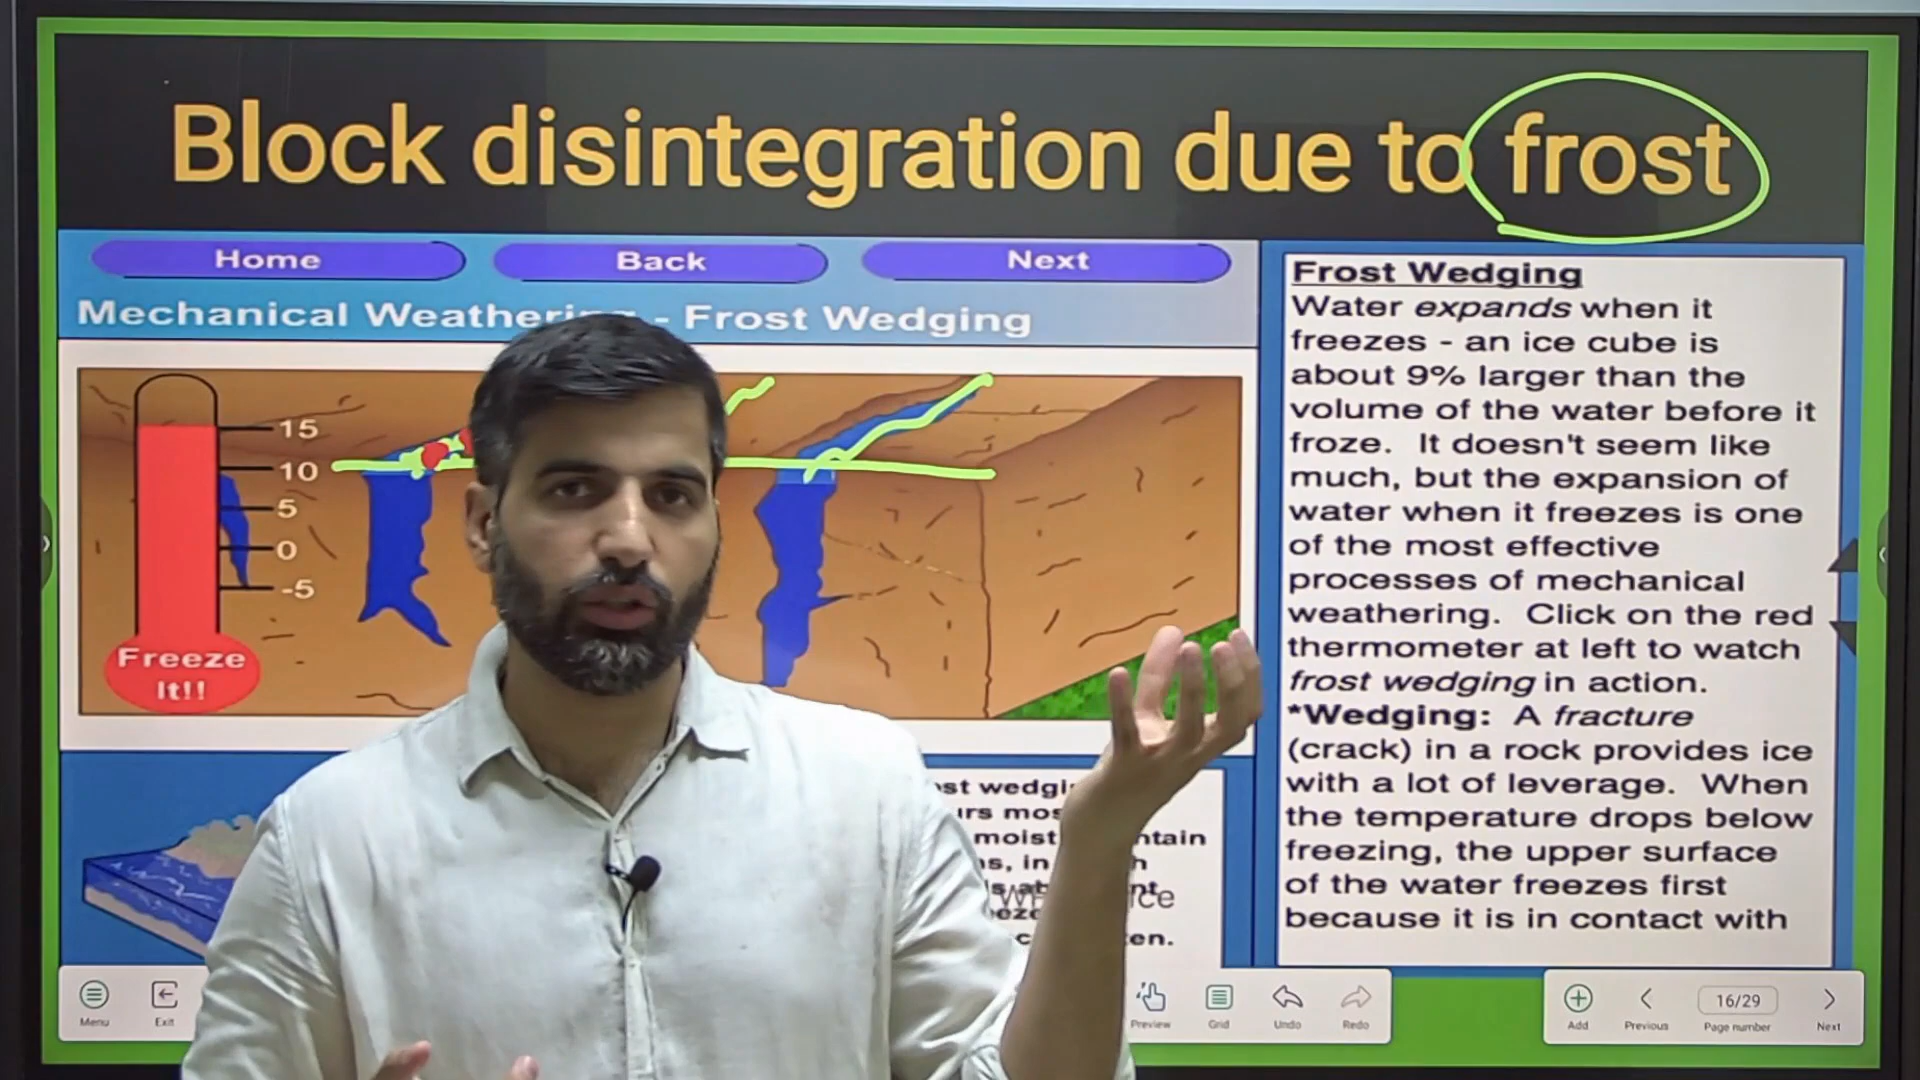 Block disintegration due to frost
Home
Back
Next
Mechanical Weathering - Frost Wedging
15
10
5
0
-5
Freeze
It!!
Frost Wedging
Water expands when it
freezes - an ice cube is
about 9% larger than the
volume of the water before it
froze. It doesn't seem like
much, but the expansion of
water when it freezes is one
of the most effective
processes of mechanical
weathering. Click on the red
thermometer at left to watch
frost wedging in action.
*Wedging: A fracture
(crack) in a rock provides ice
with a lot of leverage. When
the temperature drops below
freezing, the upper surface
of the water freezes first
because it is in contact with
moist
in
Menu
Exit
Preview
Grid
Undo
Redo
Add
Previous
16/29
Page number
Next